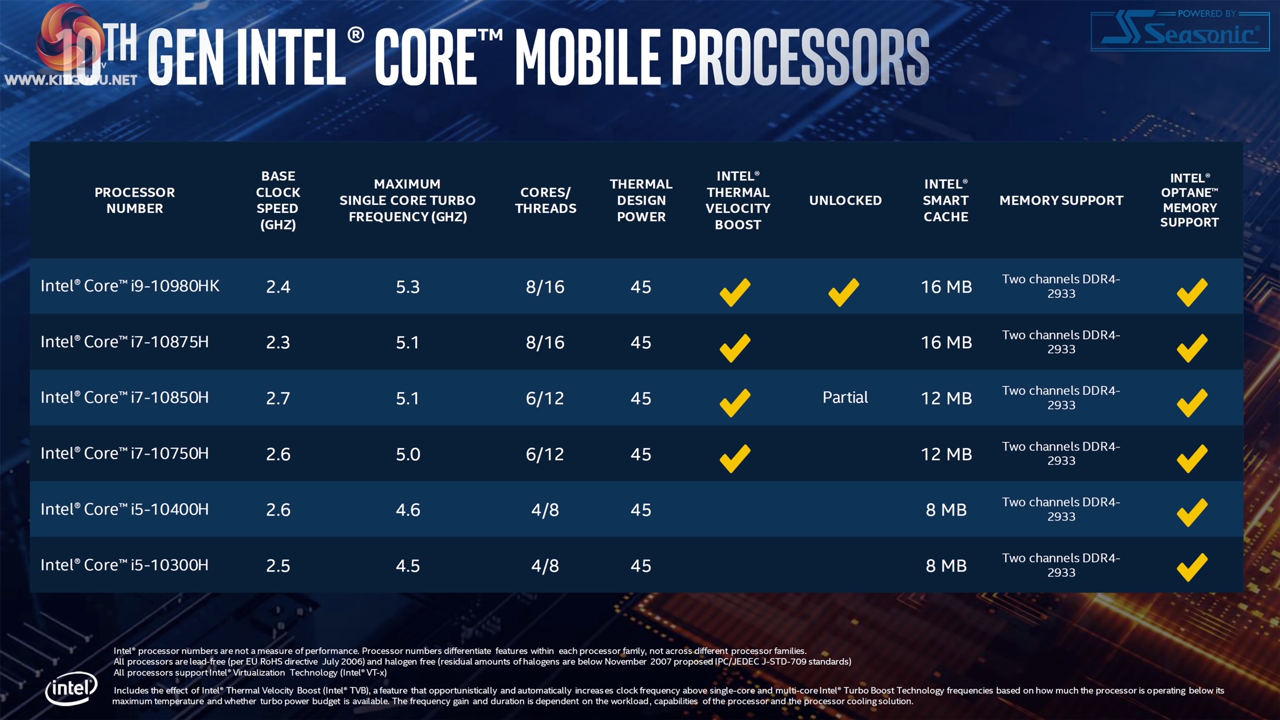 10TH GEN INTEL® CORE™ MOBILE PROCESSORS
WWW.KITGURU.NET
POWERED BY
Seasonic
PROCESSOR
NUMBER
BASE
CLOCK
SPEED
(GHZ)
MAXIMUM
SINGLE CORE TURBO
FREQUENCY (GHZ)
CORES/
THREADS
THERMAL
DESIGN
POWER
INTEL®
THERMAL
VELOCITY
BOOST
UNLOCKED
INTEL®
SMART
CACHE
MEMORY SUPPORT
INTEL®
OPTANE™
MEMORY
SUPPORT
Intel® Core™ i9-10980HK 2.4 5.3 8/16 45 ✓ ✓ 16 MB Two channels DDR4-
2933 ✓
Intel® Core™ i7-10875H 2.3 5.1 8/16 45 ✓ 16 MB Two channels DDR4-
2933 ✓
Intel® Core™ i7-10850H 2.7 5.1 6/12 45 ✓ Partial 12 MB Two channels DDR4-
2933 ✓
Intel® Core™ i7-10750H 2.6 5.0 6/12 45 ✓ 12 MB Two channels DDR4-
2933 ✓
Intel® Core™ i5-10400H 2.6 4.6 4/8 45 8 MB Two channels DDR4-
2933 ✓
Intel® Core™ i5-10300H 2.5 4.5 4/8 45 8 MB Two channels DDR4-
2933 ✓
Intel® processor numbers are not a measure of performance. Processor numbers differentiate features within each processor family, not across different processor families.
All processors are lead-free (per EU RoHS directive July 2006) and halogen free (residual amounts of halogens are below November 2007 proposed IPC/JEDEC J-STD-709 standards)
All processors support Intel® Virtualization Technology (Intel® VT-x)
Includes the effect of Intel® Thermal Velocity Boost (Intel® TVB), a feature that opportunistically and automatically increases clock frequency above single-core and multi-core Intel® Turbo Boost Technology frequencies based on how much the processor is operating below its
maximum temperature and whether turbo power budget is available. The frequency gain and duration is dependent on the workload, capabilities of the processor and the processor cooling solution.
intel